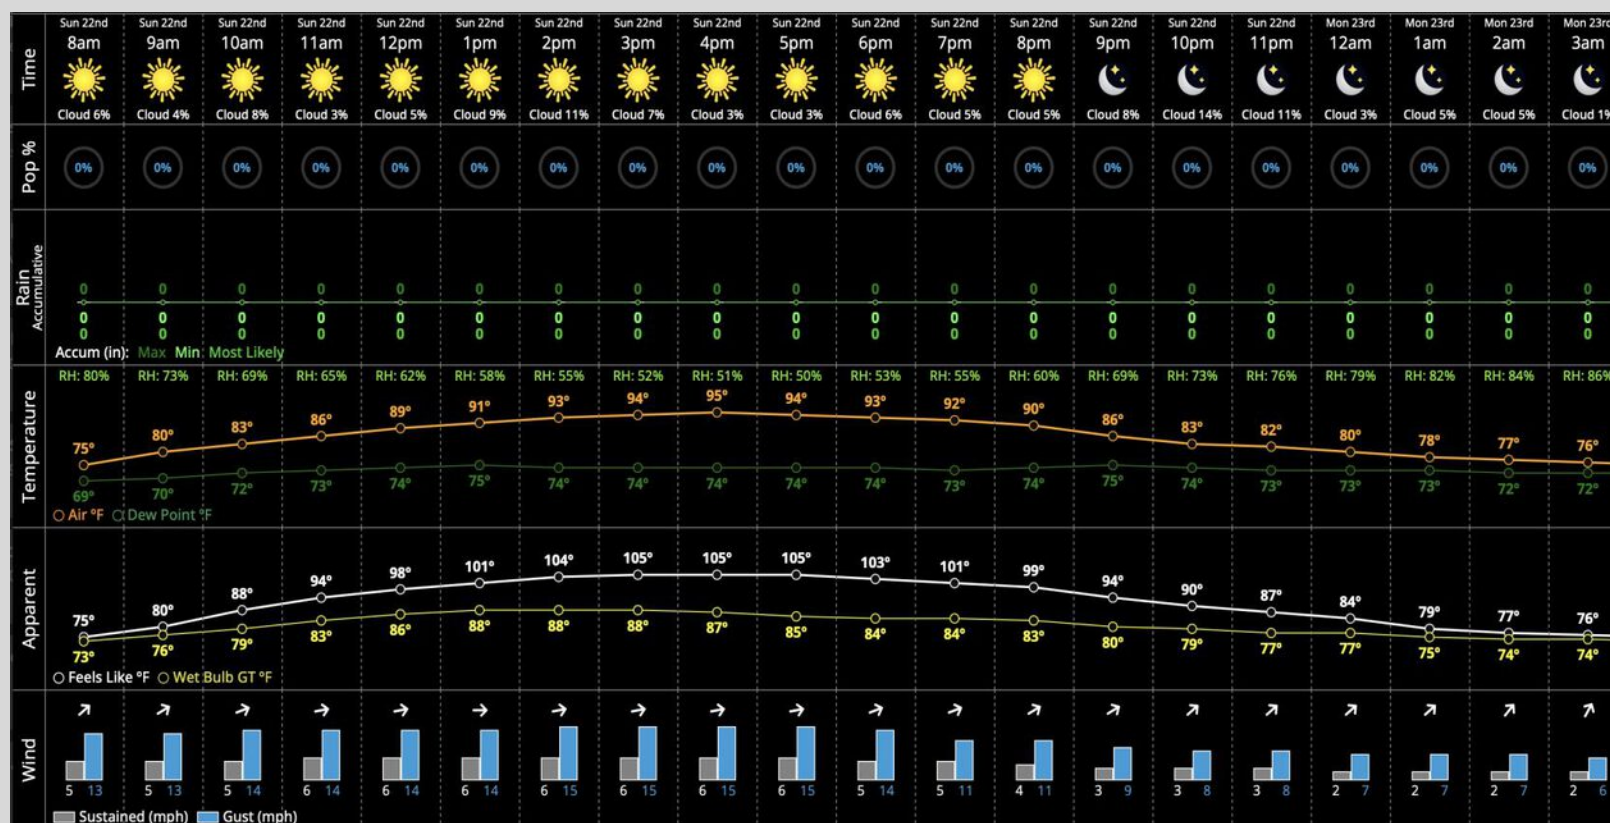 Sun 22nd Sun 22nd Sun 22nd Sun 22nd Sun 22nd Sun 22nd Sun 22nd Sun 22nd Sun 22nd Sun 22nd Sun 22nd Sun 22nd Sun 22nd Sun 22nd Sun 22nd Sun 22nd Mon 23rd Mon 23rd Mon 23rd Mon 23rd
Time 8am 9am 10am 11am 12pm 1pm 2pm 3pm 4pm 5pm 6pm 7pm 8pm 9pm 10pm 11pm 12am 1am 2am 3am
Cloud 6% Cloud 4% Cloud 8% Cloud 3% Cloud 5% Cloud 9% Cloud 11% Cloud 7% Cloud 3% Cloud 3% Cloud 6% Cloud 5% Cloud 5% Cloud 8% Cloud 14% Cloud 11% Cloud 3% Cloud 5% Cloud 5% Cloud 1%
Pop % 0% 0% 0% 0% 0% 0% 0% 0% 0% 0% 0% 0% 0% 0% 0% 0% 0% 0% 0% 0%
Rain
Accumulative
0 0 0 0 0 0 0 0 0 0 0 0 0 0 0 0 0 0 0 0
0 0 0 0 0 0 0 0 0 0 0 0 0 0 0 0 0 0 0 0
0 0 0 0 0 0 0 0 0 0 0 0 0 0 0 0 0 0 0 0
Accum (in): Max Min Most Likely
Temperature
RH: 80% RH: 73% RH: 69% RH: 65% RH: 62% RH: 58% RH: 55% RH: 52% RH: 51% RH: 50% RH: 53% RH: 55% RH: 60% RH: 69% RH: 73% RH: 76% RH: 79% RH: 82% RH: 84% RH: 86%
75° 80° 83° 86° 89° 91° 93° 94° 95° 94° 93° 92° 90° 86° 83° 82° 80° 78° 77° 76°
69° 70° 72° 73° 74° 75° 74° 74° 74° 74° 74° 73° 74° 75° 74° 73° 73° 73° 72° 72°
Air °F Dew Point °F
Apparent
75° 80° 88° 94° 98° 101° 104° 105° 105° 105° 103° 101° 99° 94° 90° 87° 84° 79° 77° 76°
73° 76° 79° 83° 86° 88° 88° 88° 87° 85° 84° 84° 83° 80° 79° 77° 77° 75° 74° 74°
Feels Like °F Wet Bulb GT °F
Wind
5 13 5 13 5 14 6 14 6 14 6 14 6 15 6 15 6 15 6 15 6 14 5 11 4 11 3 9 3 8 3 8 2 7 2 7 2 7 2 6
Sustained (mph) Gust (mph)